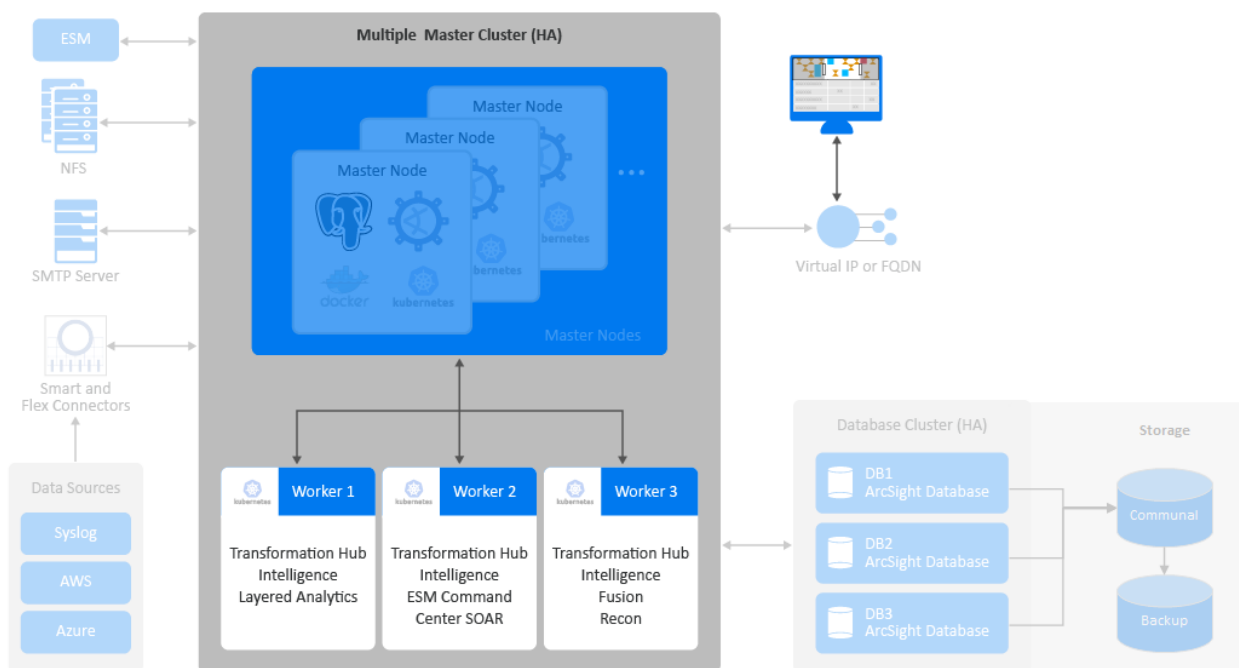 ESM
NFS
SMTP Server
Smart and
Flex Connectors
Data Sources
Syslog
AWS
Azure
Multiple Master Cluster (HA)
Master Node
Master Node
Master Node
...
docker
kubernetes
kubernetes
kubernetes
Master Nodes
kubernetes
Worker 1
Transformation Hub
Intelligence
Layered Analytics
kubernetes
Worker 2
Transformation Hub
Intelligence
ESM Command
Center SOAR
kubernetes
Worker 3
Transformation Hub
Intelligence
Fusion
Recon
Virtual IP or FQDN
Database Cluster (HA)
DB1
ArcSight Database
DB2
ArcSight Database
DB3
ArcSight Database
Storage
Communal
Backup